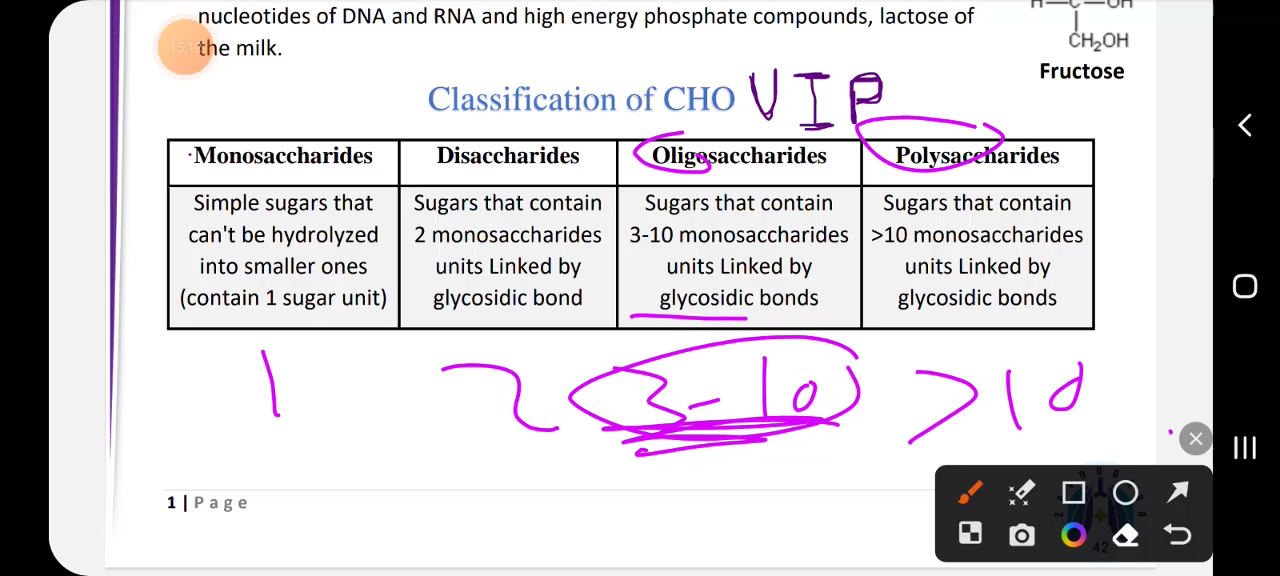 nucleotides of DNA and RNA and high energy phosphate compounds, lactose of
the milk.
CH₂OH
Fructose
Classification of CHO VIP
Monosaccharides Disaccharides Oligosaccharides Polysaccharides
Simple sugars that Sugars that contain Sugars that contain Sugars that contain
can't be hydrolyzed 2 monosaccharides 3-10 monosaccharides >10 monosaccharides
into smaller ones units Linked by units Linked by units Linked by
(contain 1 sugar unit) glycosidic bond glycosidic bonds glycosidic bonds
1 2 3-10 >10
1 | Page
42